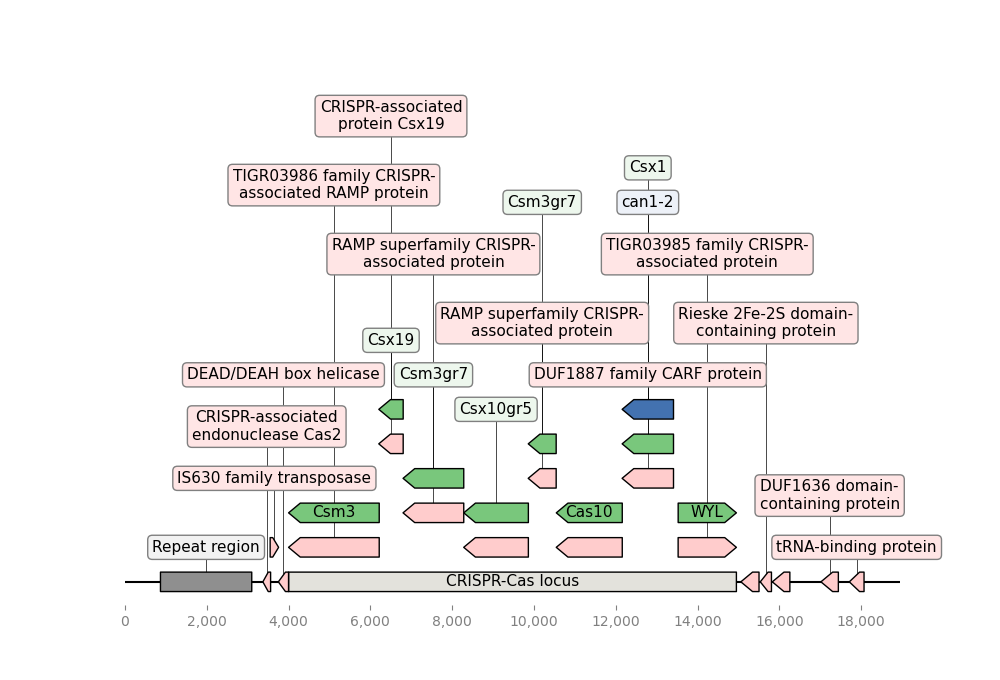 CRISPR-associated
protein Csx19
Csx1
TIGR03986 family CRISPR-
associated RAMP protein
Csm3gr7
can1-2
RAMP superfamily CRISPR-
associated protein
TIGR03985 family CRISPR-
associated protein
RAMP superfamily CRISPR-
associated protein
Rieske 2Fe-2S domain-
containing protein
Csx19
DEAD/DEAH box helicase
Csm3gr7
DUF1887 family CARF protein
Csx10gr5
CRISPR-associated
endonuclease Cas2
IS630 family transposase
DUF1636 domain-
containing protein
Csm3
Cas10
WYL
Repeat region
tRNA-binding protein
CRISPR-Cas locus
0
2,000
4,000
6,000
8,000
10,000
12,000
14,000
16,000
18,000